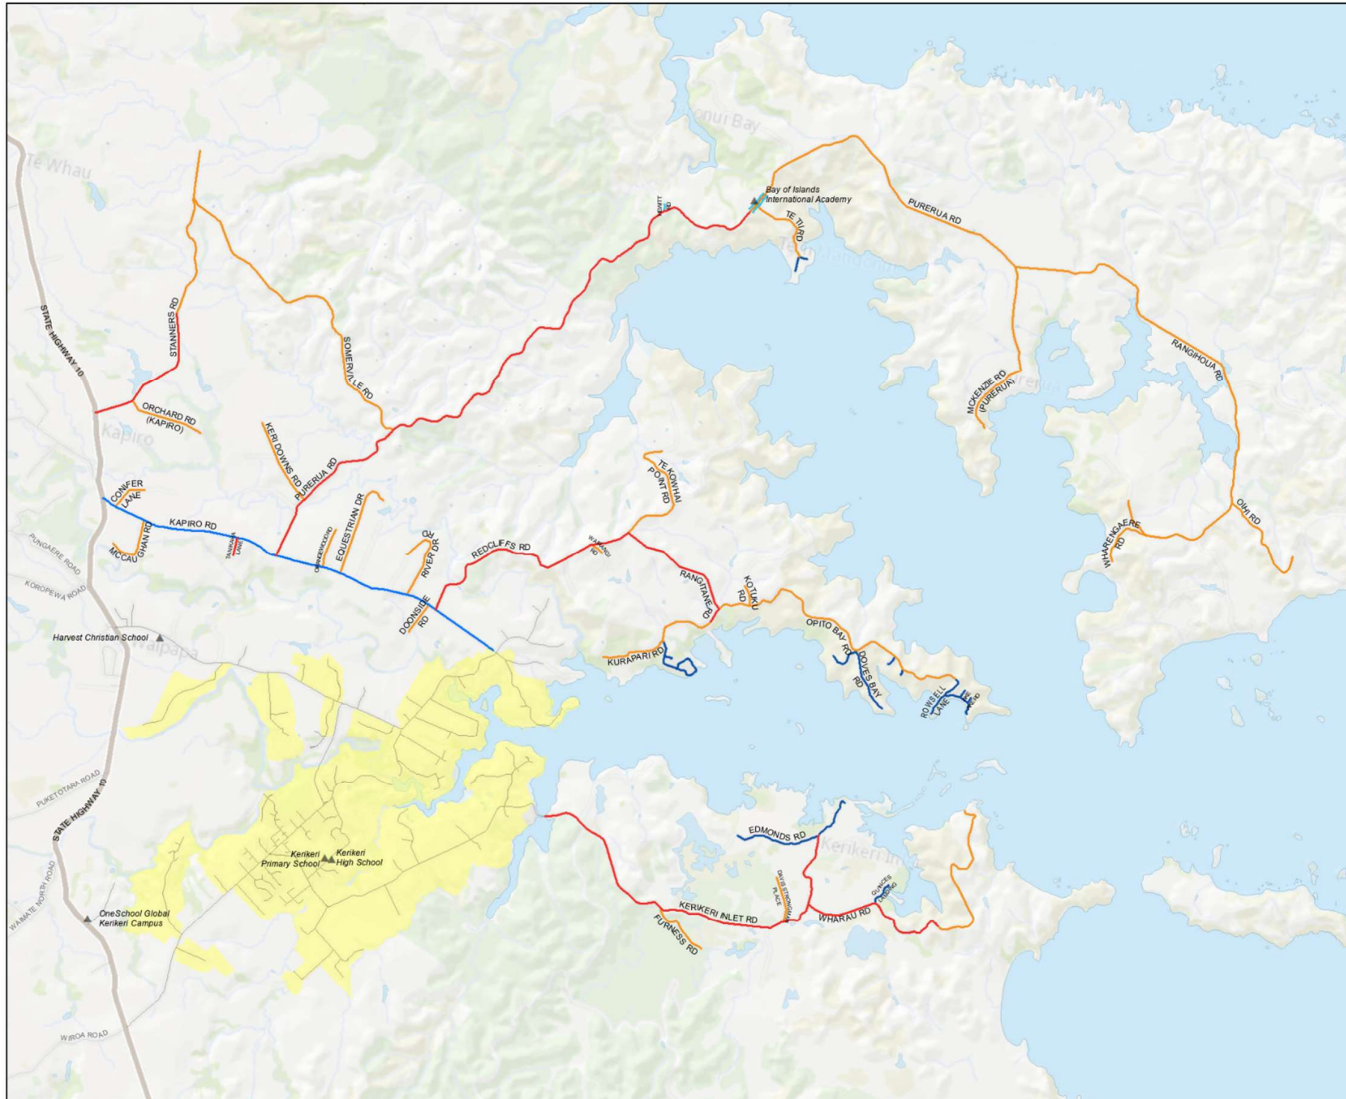 Te Whau
Bay of Islands
International Academy
TE TII RD
PURERUA RD
STATE HIGHWAY 10
STANNERS RD
SOMERVILLE RD
ORCHARD RD
(KAPIRO)
Kapiro
KERI DOWNS RD
PURERUA RD
MCKENZIE RD
(PURERUA)
RANGIHOUA RD
CONIFER
LANE
KAPIRO RD
MCCAUGHAN RD
EQUESTRIAN DR
RIVER DR RD
DOONSIDE
RD
REDCLIFFS RD
TE KOWHAI
POINT RD
RANGITANE RD
KOTUKU
RD
OIHI RD
WHARENGAERE
RD
PUNGAERE ROAD
KOROPEWA ROAD
Harvest Christian School
Waipapa
KURAPARI RD
OPITO BAY RD
DOVES BAY
RD
ROWSELL
LANE
PUKETOTARA ROAD
STATE HIGHWAY 10
Kerikeri
Primary School
Kerikeri
High School
EDMONDS RD
KERIKERI INLET RD
WHARAU RD
FURNESS RD
WAIMATE NORTH ROAD
OneSchool Global
Kerikeri Campus
WIROA ROAD